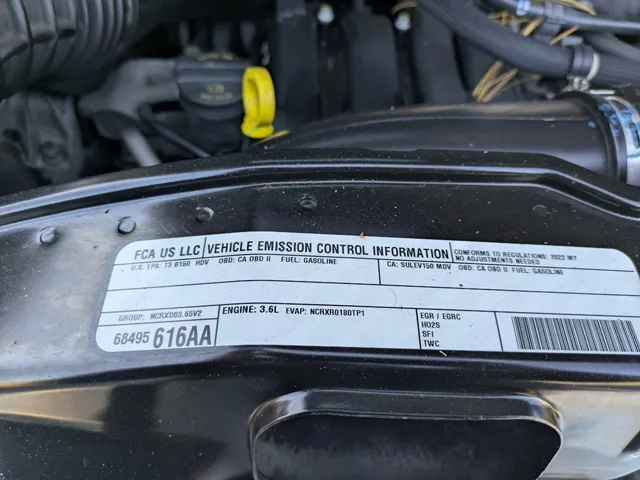 FCA US LLC VEHICLE EMISSION CONTROL INFORMATION CONFORMS TO REGULATIONS: 2022 MY
NO ADJUSTMENTS NEEDED
U.S. EPA: T3 B150 HDV OBD: CA OBD II FUEL: GASOLINE CA: SULEV150 MDV OBD: CA OBD II FUEL: GASOLINE
GROUP: NCRXD03.65V2 ENGINE: 3.6L EVAP: NCRXR0180TP1 EGR / EGRC
HO2S
SFI
TWC
68495 616AA